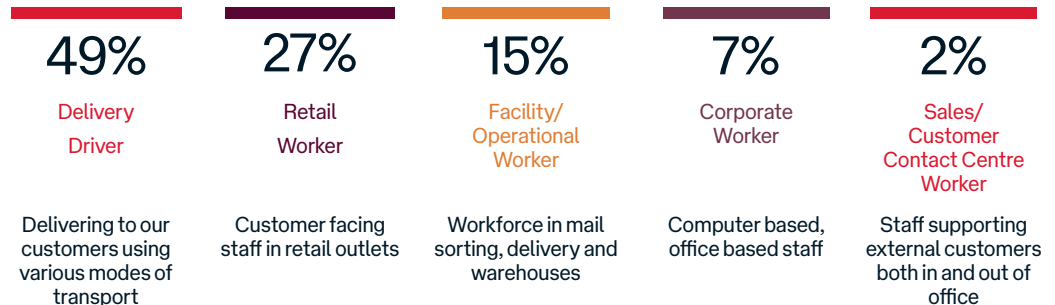 49%
Delivery
Driver
Delivering to our
customers using
various modes of
transport
27%
Retail
Worker
Customer facing
staff in retail outlets
15%
Facility/
Operational
Worker
Workforce in mail
sorting, delivery and
warehouses
7%
Corporate
Worker
Computer based,
office based staff
2%
Sales/
Customer
Contact Centre
Worker
Staff supporting
external customers
both in and out of
office